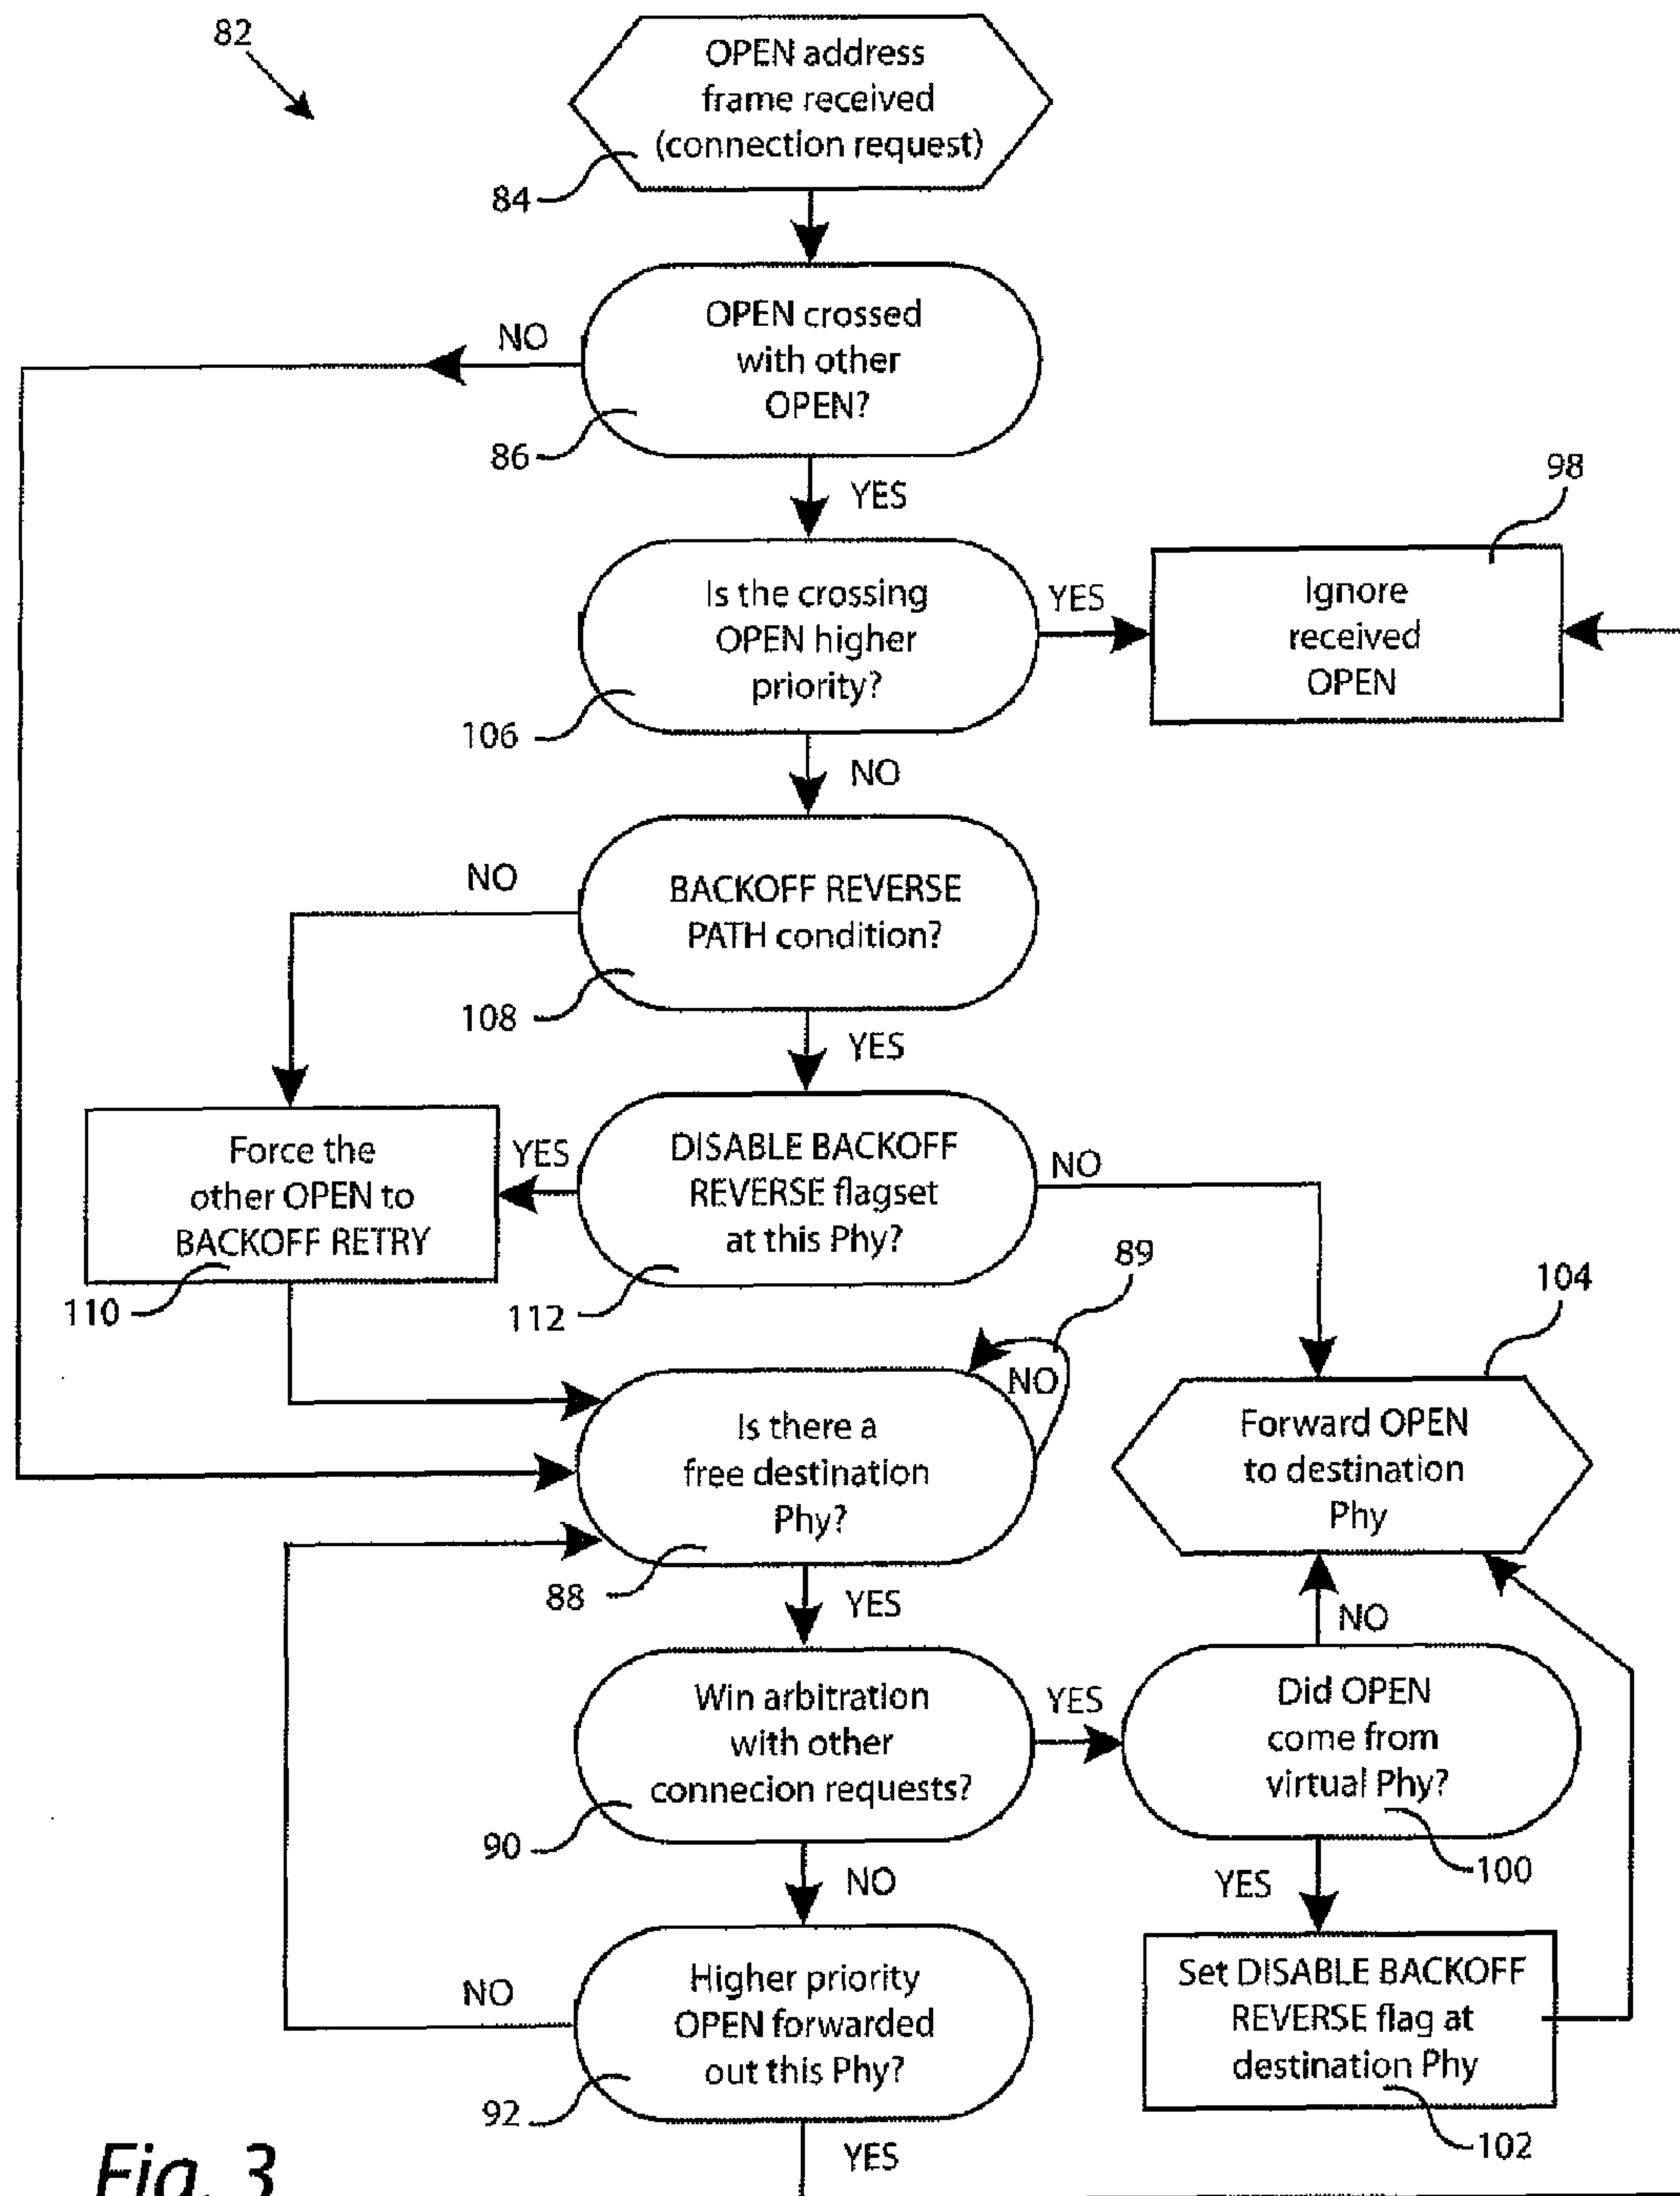 82
OPEN address
frame received
(connection request)
84
OPEN crossed
with other
OPEN?
86
NO
YES
Is the crossing
OPEN higher
priority?
106
YES
98
Ignore
received
OPEN
NO
BACKOFF REVERSE
PATH condition?
108
NO
YES
DISABLE BACKOFF
REVERSE flagset
at this Phy?
112
YES
Force the
other OPEN to
BACKOFF RETRY
110
NO
89
NO
104
Is there a
free destination
Phy?
88
Forward OPEN
to destination
Phy
YES
NO
Win arbitration
with other
connecion requests?
90
YES
Did OPEN
come from
virtual Phy?
100
NO
YES
Higher priority
OPEN forwarded
out this Phy?
92
NO
Set DISABLE BACKOFF
REVERSE flag at
destination Phy
102
YES
Fig. 3